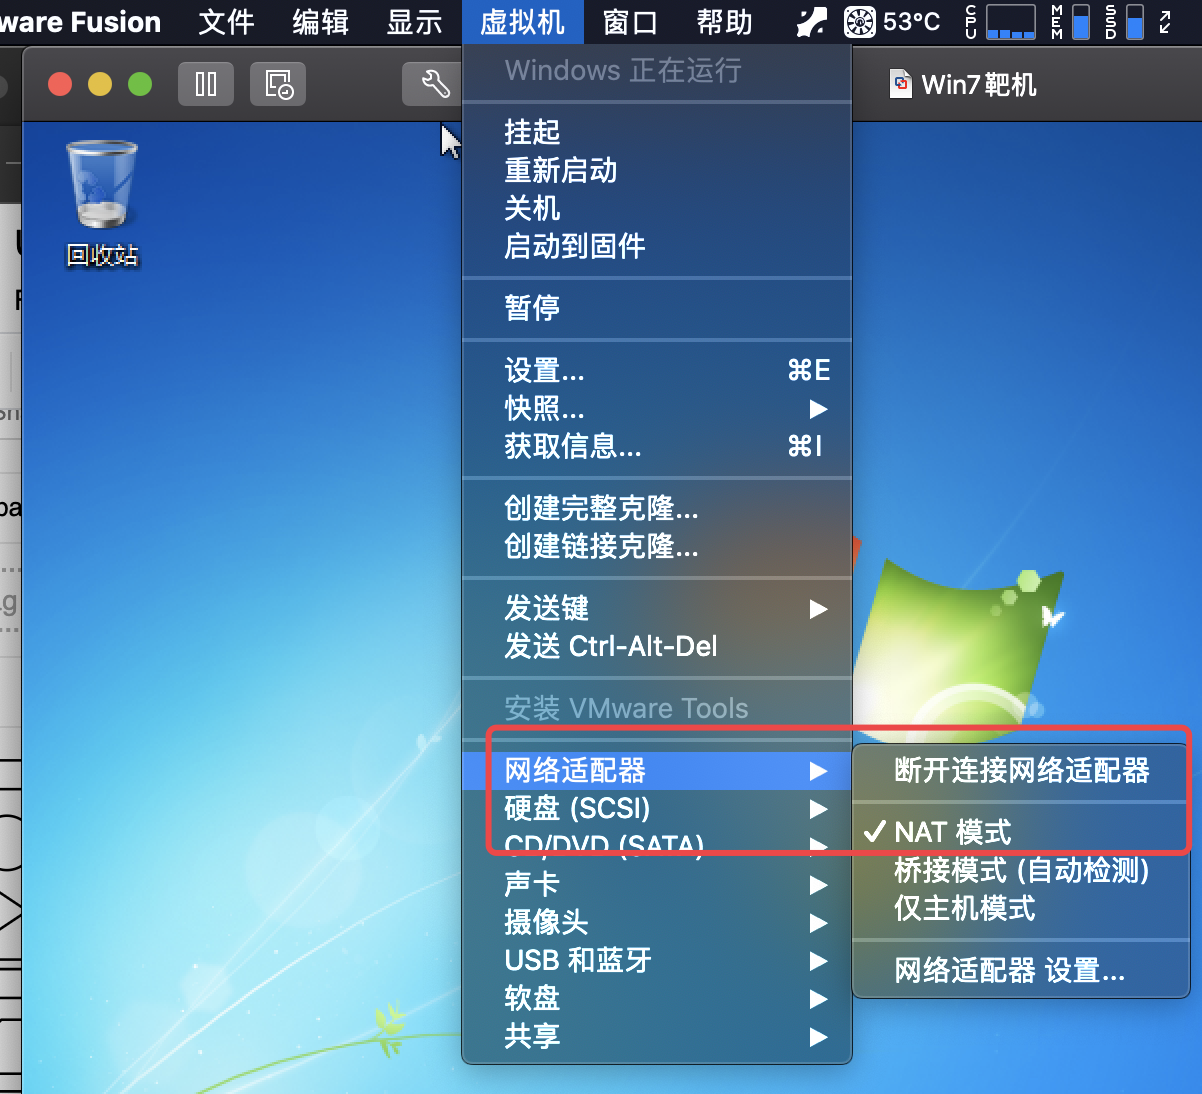 ware Fusion 文件 编辑 显示 虚拟机 窗口 帮助 53°C CPU MEM SSD
Win7靶机
回收站
Windows 正在运行
挂起
重新启动
关机
启动到固件
暂停
设置... ⌘E
快照...
获取信息... ⌘I
创建完整克隆...
创建链接克隆...
发送键
发送 Ctrl-Alt-Del
安装 VMware Tools
网络适配器
硬盘 (SCSI)
CD/DVD (SATA)
声卡
摄像头
USB 和蓝牙
软盘
共享
断开连接网络适配器
✓ NAT 模式
桥接模式 (自动检测)
仅主机模式
网络适配器 设置...